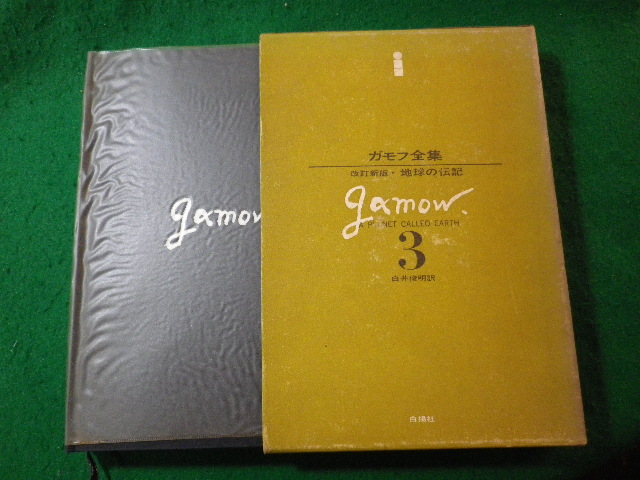 gamow
ガモフ全集
改訂新版・地球の伝記
gamow.
A PLANET CALLED EARTH
3
白井俊明訳
白揚社